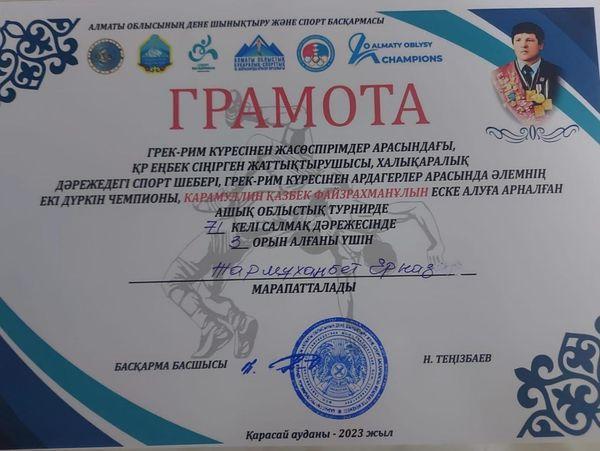 АЛМАТЫ ОБЛЫСЫНЫҢ ДЕНЕ ШЫНЫҚТЫРУ ЖӘНЕ СПОРТ БАСҚАРМАСЫ
ALMATY OBLYSY
CHAMPIONS
ГРАМОТА
ГРЕК-РИМ КҮРЕСІНЕН ЖАСӨСПІРІМДЕР АРАСЫНДАҒЫ,
ҚР ЕҢБЕК СІҢІРГЕН ЖАТТЫҚТЫРУШЫСЫ, ХАЛЫҚАРАЛЫҚ
ДӘРЕЖЕДЕГІ СПОРТ ШЕБЕРІ, ГРЕК-РИМ КҮРЕСІНЕН АРДАГЕРЛЕР АРАСЫНДА ӘЛЕМНІҢ
ЕКІ ДҮРКІН ЧЕМПИОНЫ, КАРАМУЛЛИН ҚАЗБЕК ФАЙЗРАХМАНҰЛЫН ЕСКЕ АЛУҒА АРНАЛҒАН
АШЫҚ ОБЛЫСТЫҚ ТУРНИРДЕ
71 КЕЛІ САЛМАҚ ДӘРЕЖЕСІНДЕ
3 ОРЫН АЛҒАНЫ ҮШІН
Жармуханбет Ерназ
МАРАПАТТАЛАДЫ
БАСҚАРМА БАСШЫСЫ
Н. ТЕҢІЗБАЕВ
Қарасай ауданы - 2023 жыл